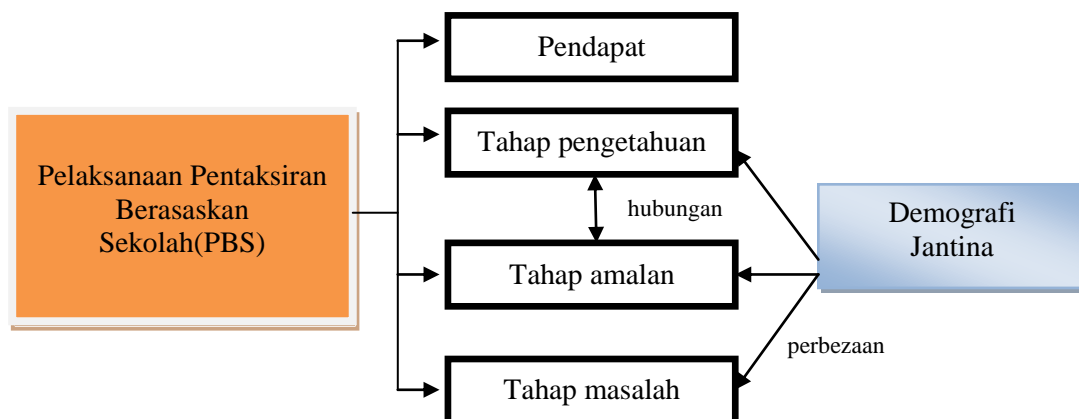 Pelaksanaan Pentaksiran
Berasaskan
Sekolah(PBS)
Pendapat
Tahap pengetahuan
hubungan
Tahap amalan
Tahap masalah
Demografi
Jantina
perbezaan